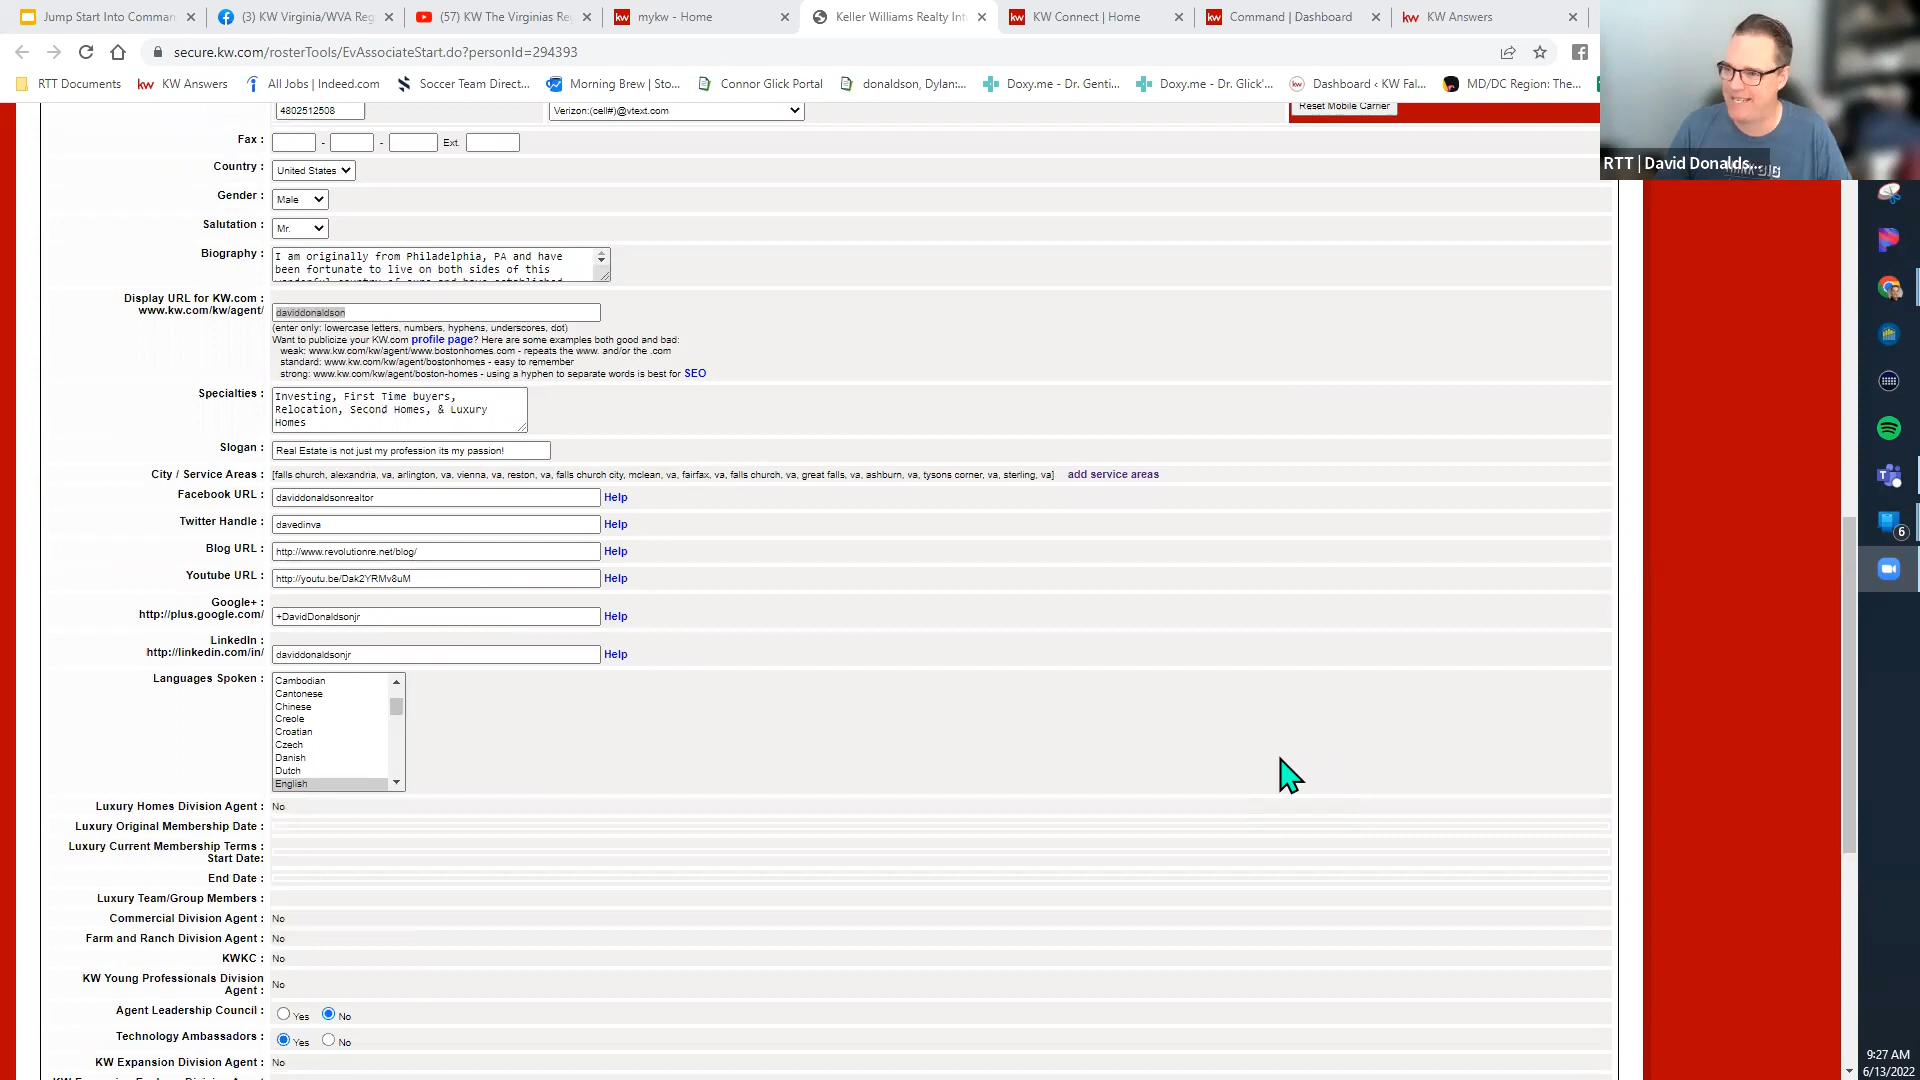 Jump Start Into Comman
(3) KW Virginia/WVA Reg
(57) KW The Virginias Re
mykw - Home
Keller Williams Realty Int
KW Connect | Home
Command | Dashboard
KW Answers
secure.kw.com/rosterTools/EvAssociateStart.do?personId=294393
RTT Documents
KW Answers
All Jobs | Indeed.com
Soccer Team Direct...
Morning Brew | Sto...
Connor Glick Portal
donaldson, Dylan:...
Doxy.me - Dr. Genti...
Doxy.me - Dr. Glick'...
Dashboard ‹ KW Fal...
MD/DC Region: The...
4802512508
Verizon:(cell#)@vtext.com
Reset Mobile Carrier
RTT | David Donalds...
Fax :
- - Ext.
Country :
United States
Gender :
Male
Salutation :
Mr.
Biography :
I am originally from Philadelphia, PA and have
been fortunate to live on both sides of this
wonderful country of ours and have established
Display URL for KW.com :
www.kw.com/kw/agent/
daviddonaldson
(enter only: lowercase letters, numbers, hyphens, underscores, dot)
Want to publicize your KW.com profile page? Here are some examples both good and bad:
weak: www.kw.com/kw/agent/www.bostonhomes.com - repeats the www. and/or the .com
standard: www.kw.com/kw/agent/bostonhomes - easy to remember
strong: www.kw.com/kw/agent/boston-homes - using a hyphen to separate words is best for SEO
Specialties :
Investing, First Time buyers,
Relocation, Second Homes, & Luxury
Homes
Slogan :
Real Estate is not just my profession its my passion!
City / Service Areas :
[falls church, alexandria, va, arlington, va, vienna, va, reston, va, falls church city, mclean, va, fairfax, va, falls church, va, great falls, va, ashburn, va, tysons corner, va, sterling, va]
add service areas
Facebook URL :
daviddonaldsonrealtor
Help
Twitter Handle :
davedinva
Help
Blog URL :
http://www.revolutionre.net/blog/
Help
Youtube URL :
http://youtu.be/Dak2YRMv8uM
Help
Google+ :
http://plus.google.com/
+DavidDonaldsonjr
Help
LinkedIn :
http://linkedin.com/in/
daviddonaldsonjr
Help
Languages Spoken :
Cambodian
Cantonese
Chinese
Creole
Croatian
Czech
Danish
Dutch
English
Luxury Homes Division Agent :
No
Luxury Original Membership Date :
Luxury Current Membership Terms :
Start Date:
End Date :
Luxury Team/Group Members :
Commercial Division Agent :
No
Farm and Ranch Division Agent :
No
KWKC :
No
KW Young Professionals Division
Agent :
No
Agent Leadership Council :
Yes No
Technology Ambassadors :
Yes No
KW Expansion Division Agent :
No
6
9:27 AM
6/13/2022